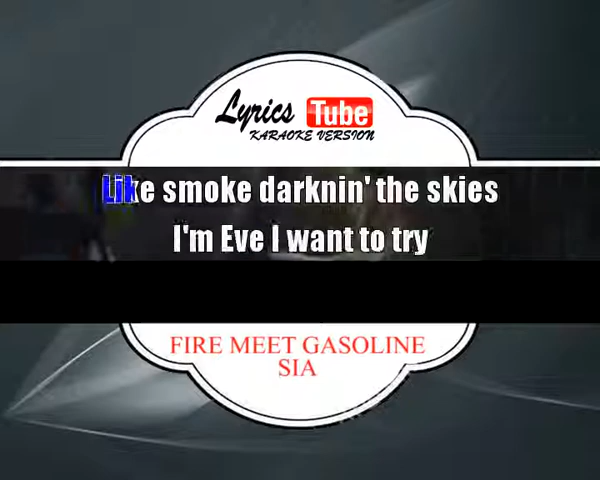 Lyrics Tube
KARAOKE VERSION
Like smoke darknin' the skies
I'm Eve I want to try
FIRE MEET GASOLINE
SIA